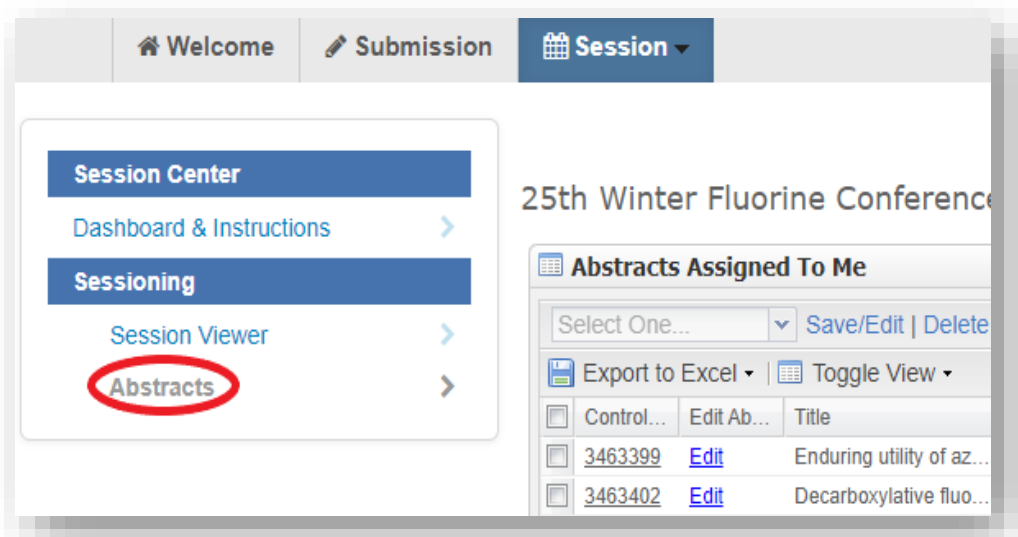 Welcome Submission Session
Session Center
Dashboard & Instructions
Sessioning
Session Viewer
Abstracts
25th Winter Fluorine Conference
Abstracts Assigned To Me
Select One... Save/Edit | Delete
Export to Excel | Toggle View
Control... Edit Ab... Title
3463399 Edit Enduring utility of az...
3463402 Edit Decarboxylative fluo...